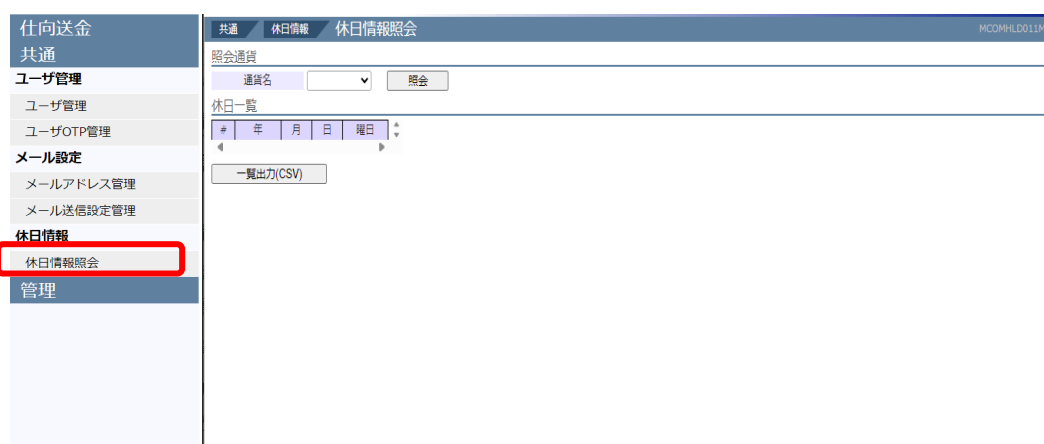 仕向送金
共通
ユーザ管理
ユーザ管理
ユーザOTP管理
メール設定
メールアドレス管理
メール送信設定管理
休日情報
休日情報照会
管理
共通 休日情報 休日情報照会 MCOMHLD011M
照会通貨
通貨名 照会
休日一覧
# 年 月 日 曜日
一覧出力(CSV)